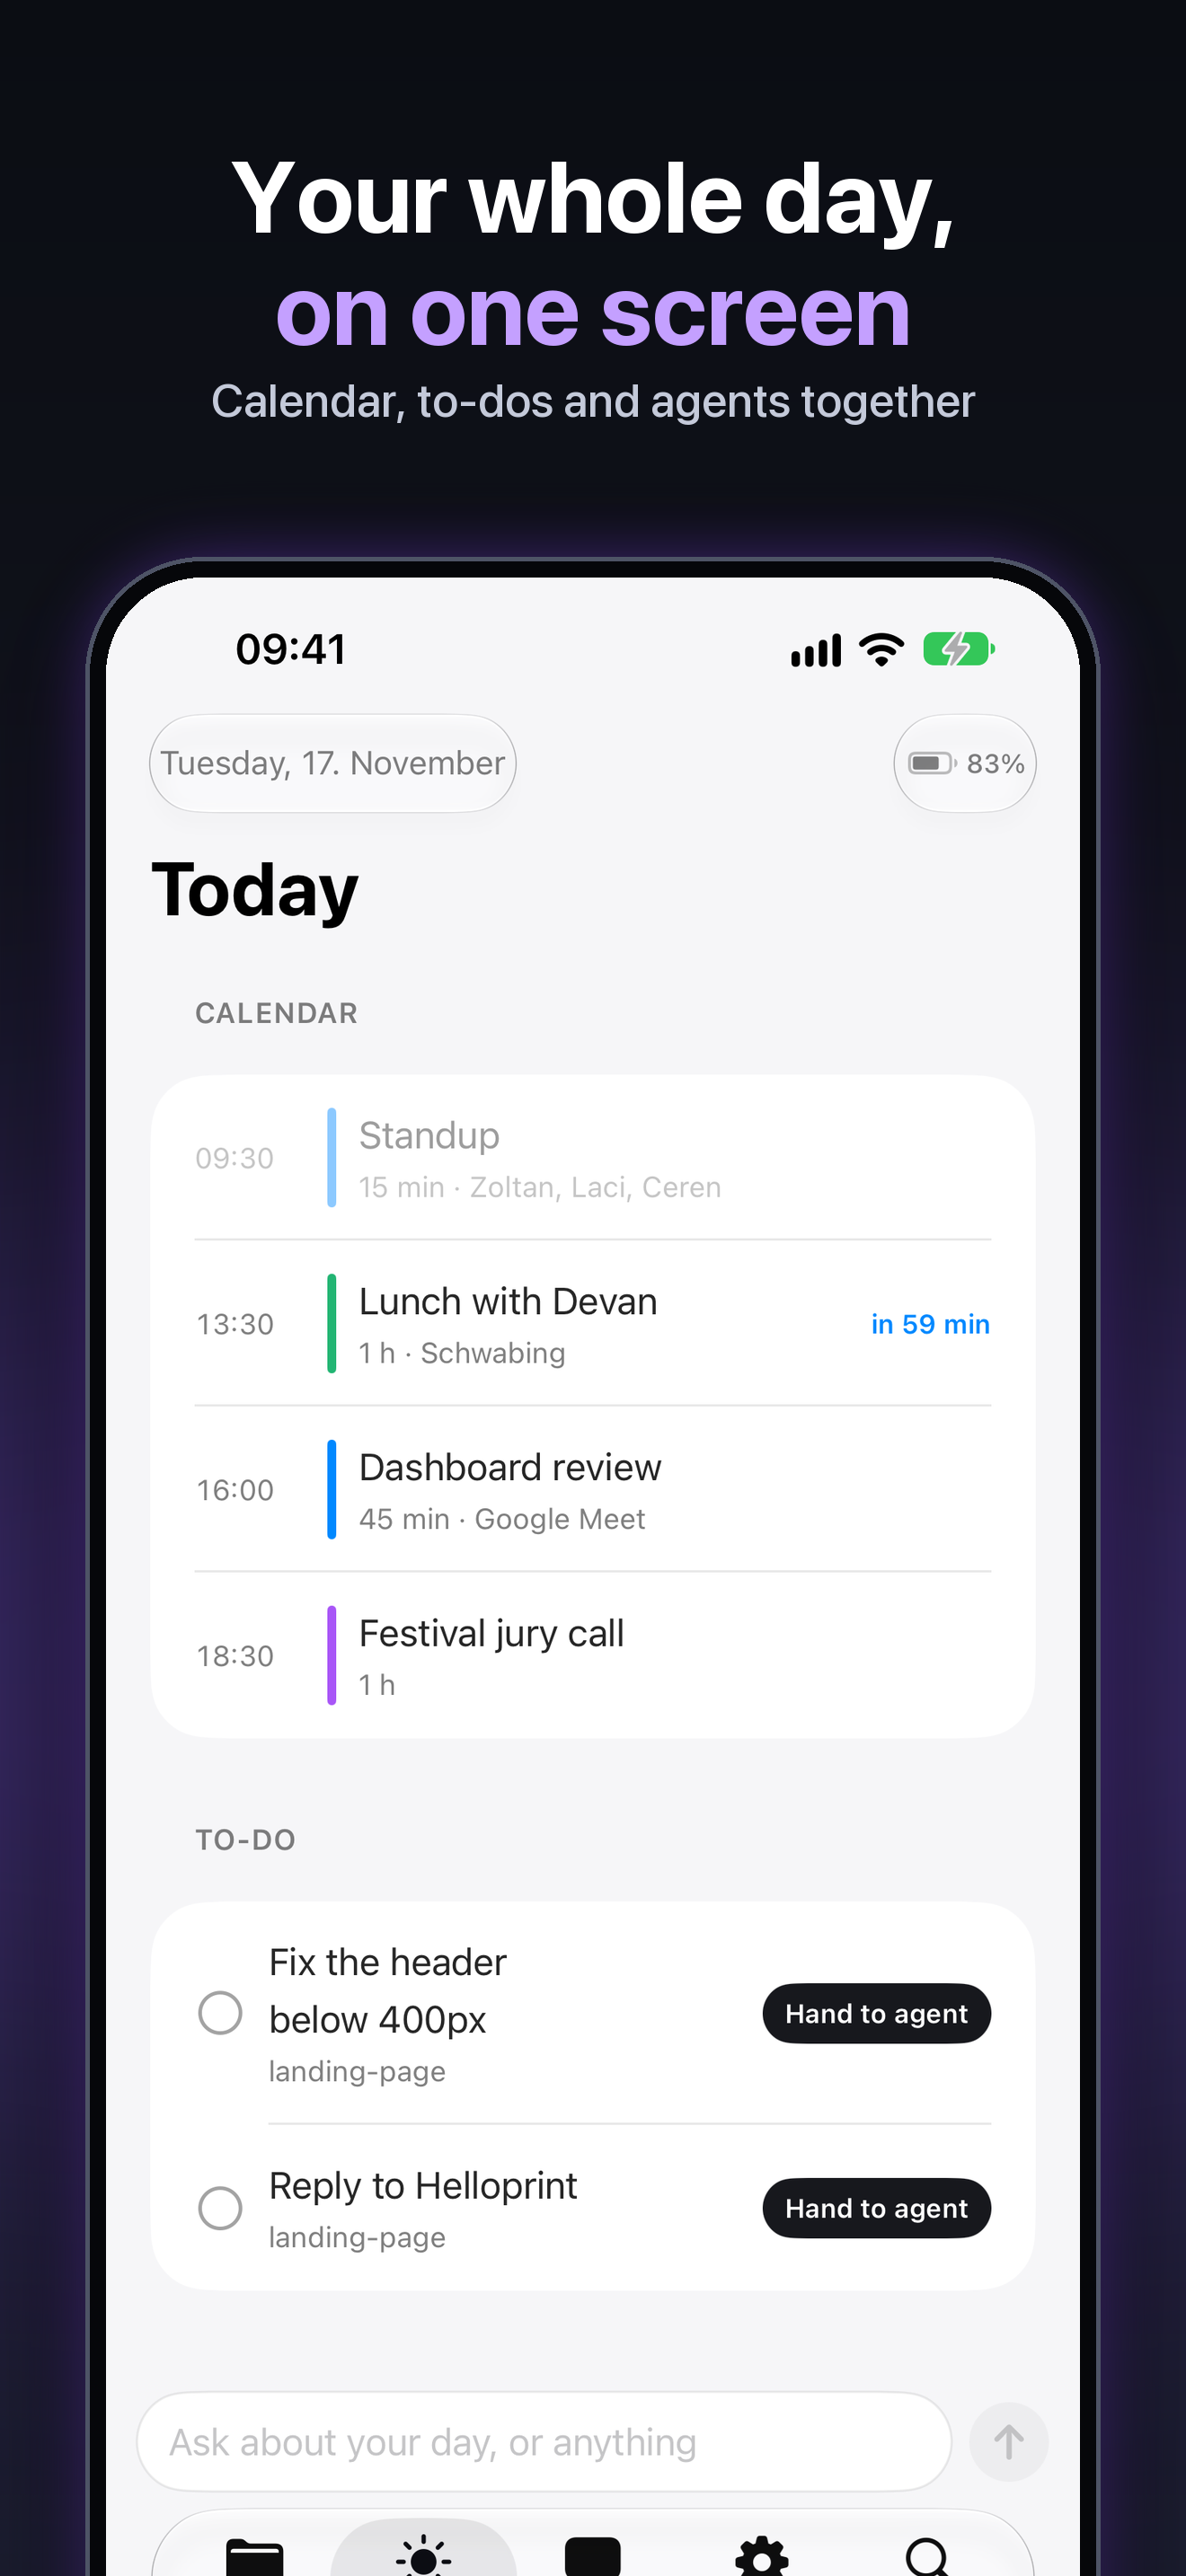 Your whole day,
on one screen
Calendar, to-dos and agents together
09:41
Tuesday, 17. November
83%
Today
CALENDAR
09:30
Standup
15 min · Zoltan, Laci, Ceren
13:30
Lunch with Devan
1 h · Schwabing
in 59 min
16:00
Dashboard review
45 min · Google Meet
18:30
Festival jury call
1 h
TO-DO
Fix the header
below 400px
landing-page
Hand to agent
Reply to Helloprint
landing-page
Hand to agent
Ask about your day, or anything